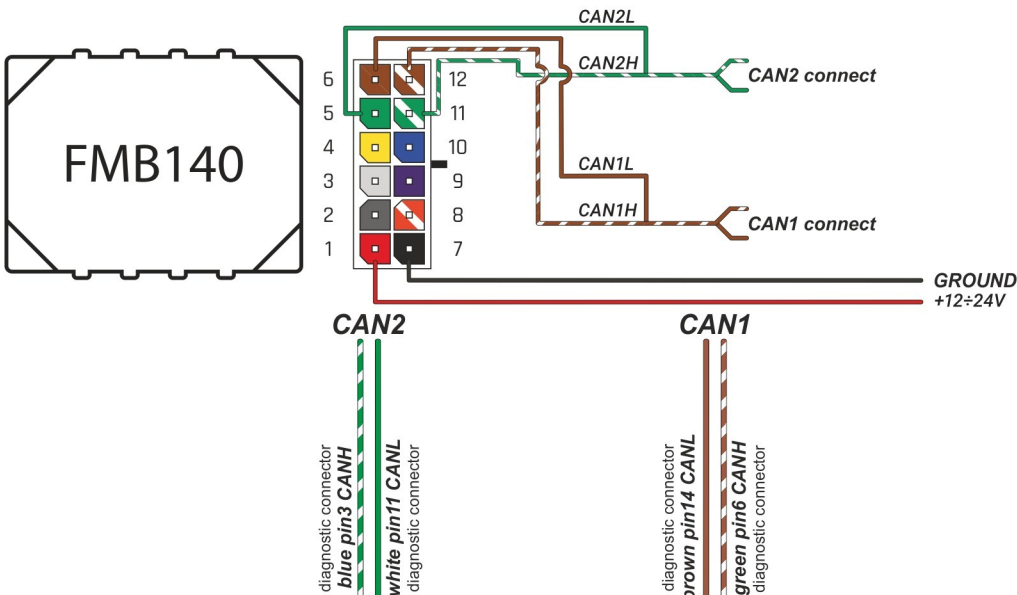 CAN2L
CAN2H
CAN2 connect
FMB140
6
12
5
11
4
10
3
9
2
8
1
7
CAN1L
CAN1H
CAN1 connect
GROUND
+12÷24V
CAN2
CAN1
diagnostic connector
blue pin3 CANH
white pin11 CANL
diagnostic connector
diagnostic connector
brown pin14 CANL
green pin6 CANH
diagnostic connector